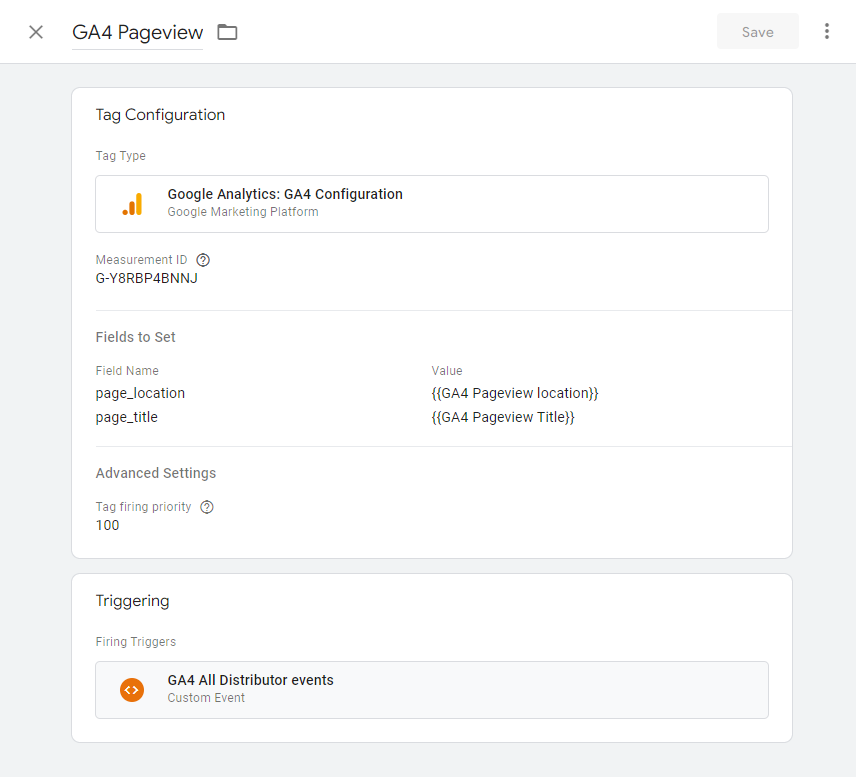 GA4 Pageview
Save
Tag Configuration
Tag Type
Google Analytics: GA4 Configuration
Google Marketing Platform
Measurement ID
G-Y8RBP4BNNJ
Fields to Set
Field Name Value
page_location {{GA4 Pageview location}}
page_title {{GA4 Pageview Title}}
Advanced Settings
Tag firing priority
100
Triggering
Firing Triggers
GA4 All Distributor events
Custom Event